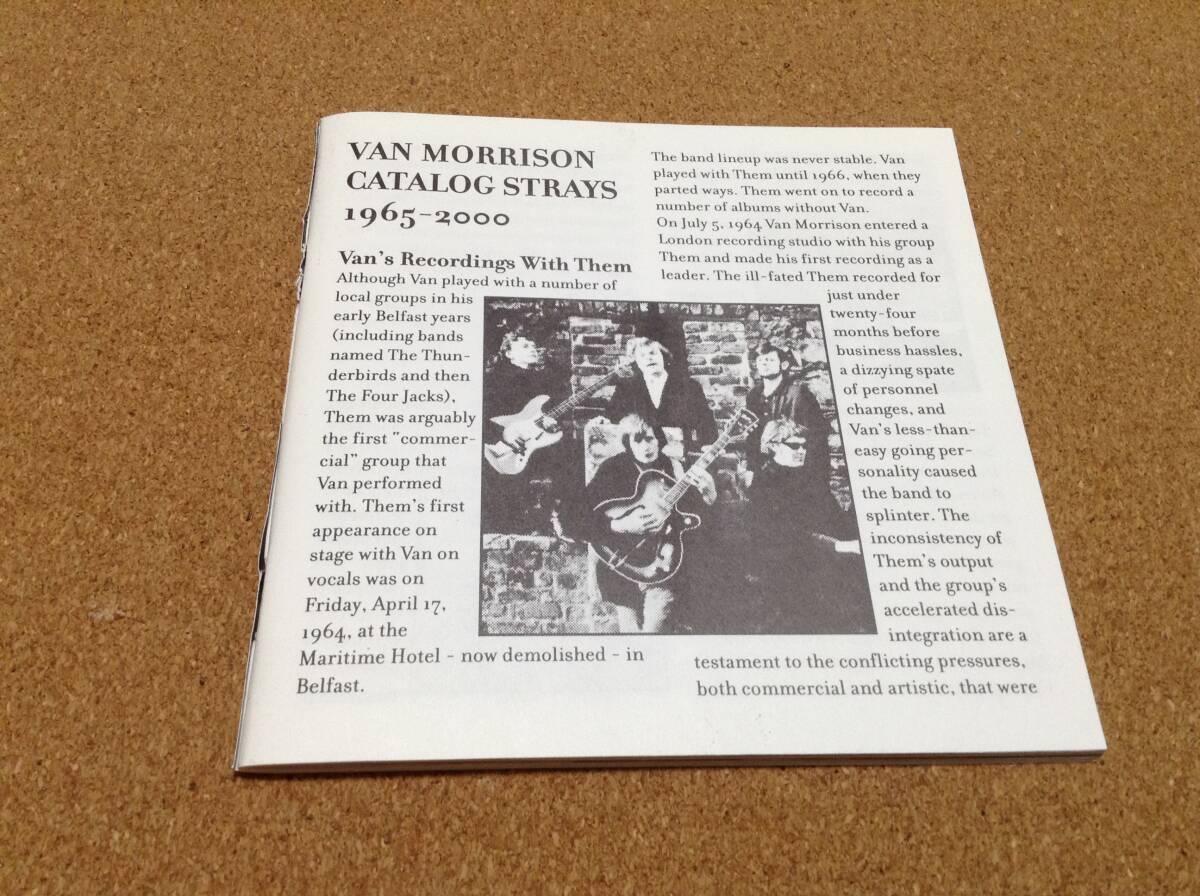 VAN MORRISON
CATALOG STRAYS
1965-2000
Van's Recordings With Them
Although Van played with a number of
local groups in his
early Belfast years
(including bands
named The Thun-
derbirds and then
The Four Jacks),
Them was arguably
the first "commer-
cial" group that
Van performed
with. Them's first
appearance on
stage with Van on
vocals was on
Friday, April 17,
1964, at the
Maritime Hotel - now demolished - in
Belfast.
The band lineup was never stable. Van
played with Them until 1966, when they
parted ways. Them went on to record a
number of albums without Van.
On July 5, 1964 Van Morrison entered a
London recording studio with his group
Them and made his first recording as a
leader. The ill-fated Them recorded for
just under
twenty-four
months before
business hassles,
a dizzying spate
of personnel
changes, and
Van's less-than-
easy going per-
sonality caused
the band to
splinter. The
inconsistency of
Them's output
and the group's
accelerated dis-
integration are a
testament to the conflicting pressures,
both commercial and artistic, that were